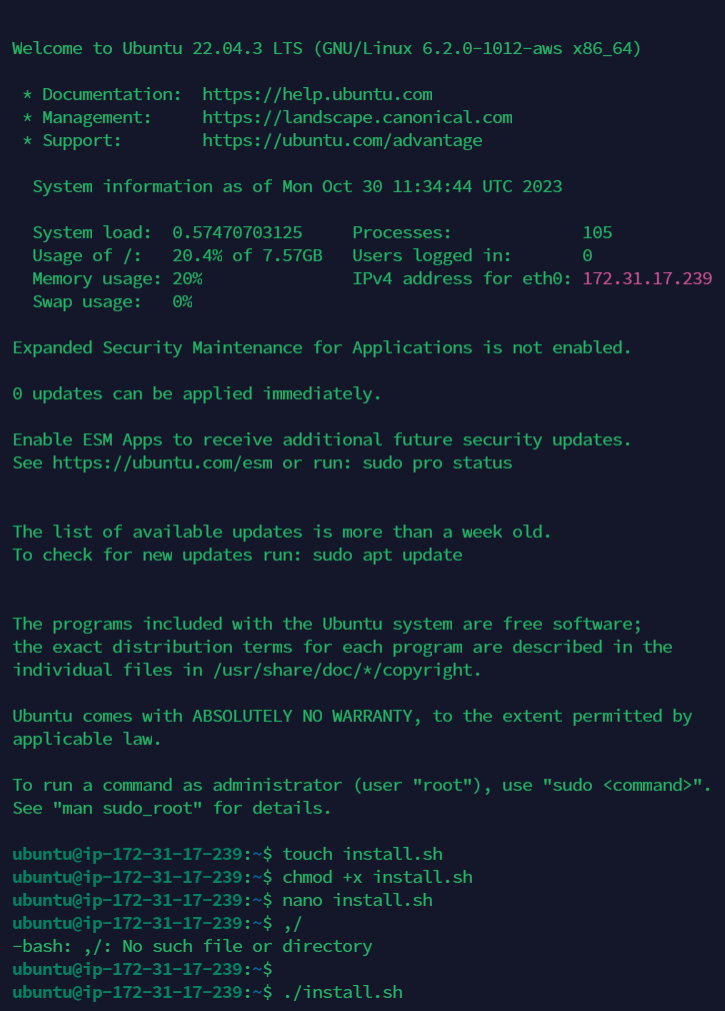 Welcome to Ubuntu 22.04.3 LTS (GNU/Linux 6.2.0-1012-aws x86_64)
* Documentation:  https://help.ubuntu.com
* Management:     https://landscape.canonical.com
* Support:        https://ubuntu.com/advantage
System information as of Mon Oct 30 11:34:44 UTC 2023
System load:  0.57470703125     Processes:             105
Usage of /:   20.4% of 7.57GB   Users logged in:       0
Memory usage: 20%               IPv4 address for eth0: 172.31.17.239
Swap usage:   0%
Expanded Security Maintenance for Applications is not enabled.
0 updates can be applied immediately.
Enable ESM Apps to receive additional future security updates.
See https://ubuntu.com/esm or run: sudo pro status
The list of available updates is more than a week old.
To check for new updates run: sudo apt update
The programs included with the Ubuntu system are free software;
the exact distribution terms for each program are described in the
individual files in /usr/share/doc/*/copyright.
Ubuntu comes with ABSOLUTELY NO WARRANTY, to the extent permitted by
applicable law.
To run a command as administrator (user "root"), use "sudo <command>".
See "man sudo_root" for details.
ubuntu@ip-172-31-17-239:~$ touch install.sh
ubuntu@ip-172-31-17-239:~$ chmod +x install.sh
ubuntu@ip-172-31-17-239:~$ nano install.sh
ubuntu@ip-172-31-17-239:~$ ,/
-bash: ,/: No such file or directory
ubuntu@ip-172-31-17-239:~$
ubuntu@ip-172-31-17-239:~$ ./install.sh